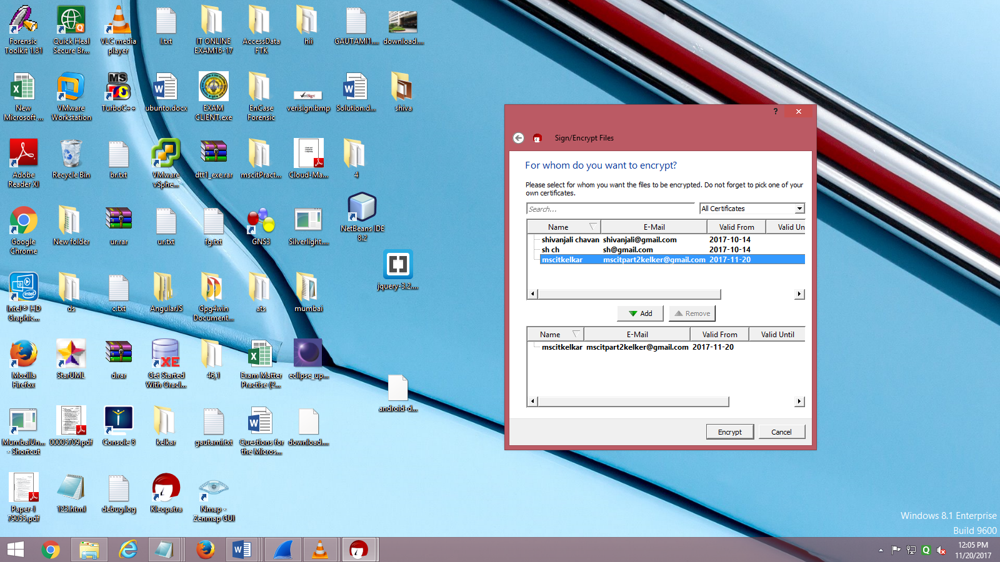 Forensic
Toolkit 1.81
Quick Heal
Secure Br...
VLC media
player
l.txt
IT ONLINE
EXAM16-17
AccessData
FTK
hii
GAUTAMI1....
download....
New
Microsoft ...
VMware
Workstation
MS
TurboC++
ubunto.docx
EXAM
CLIENT.exe
EnCase
Forensic
VeriSign
verisign.bmp
Solution.d...
shiva
Adobe
Reader XI
Recycle Bin
br.txt
VMware
vSphe...
dtt1_exe.rar
mscitPract...
Cloud-Ma...
4
Google
Chrome
New folder
ur.rar
ur.txt
fg.txt
GNS3
Silverlight...
NetBeans IDE
8.2
jquery-3.2....
Intel® HD
Graphic...
ds
c.txt
AngularJS
Gpg4win
Document...
ats
mumbai
Mozilla
Firefox
StarUML
d.rar
XE
Get Started
With Oracl...
46,1
Exam Matter
Practise (2...
eclipse_up...
android-d...
MumbaiUn...
- Shortcut
00005709.pdf
Console 8
kelkar
gautami.txt
Questions for
the Micros...
download....
Paper-I
79055.pdf
123.html
debug.log
Kleopatra
Nmap -
Zenmap GUI
?
Sign/Encrypt Files
For whom do you want to encrypt?
Please select for whom you want the files to be encrypted. Do not forget to pick one of your
own certificates.
Search...
All Certificates
Name E-Mail Valid From Valid Un
shivanjali chavan shivanjali@gmail.com 2017-10-14
sh ch sh@gmail.com 2017-10-14
mscitkelkar mscitpart2kelker@gmail.com 2017-11-20
Add Remove
Name E-Mail Valid From Valid Until
mscitkelkar mscitpart2kelker@gmail.com 2017-11-20
Encrypt Cancel
Windows 8.1 Enterprise
Build 9600
12:05 PM
11/20/2017